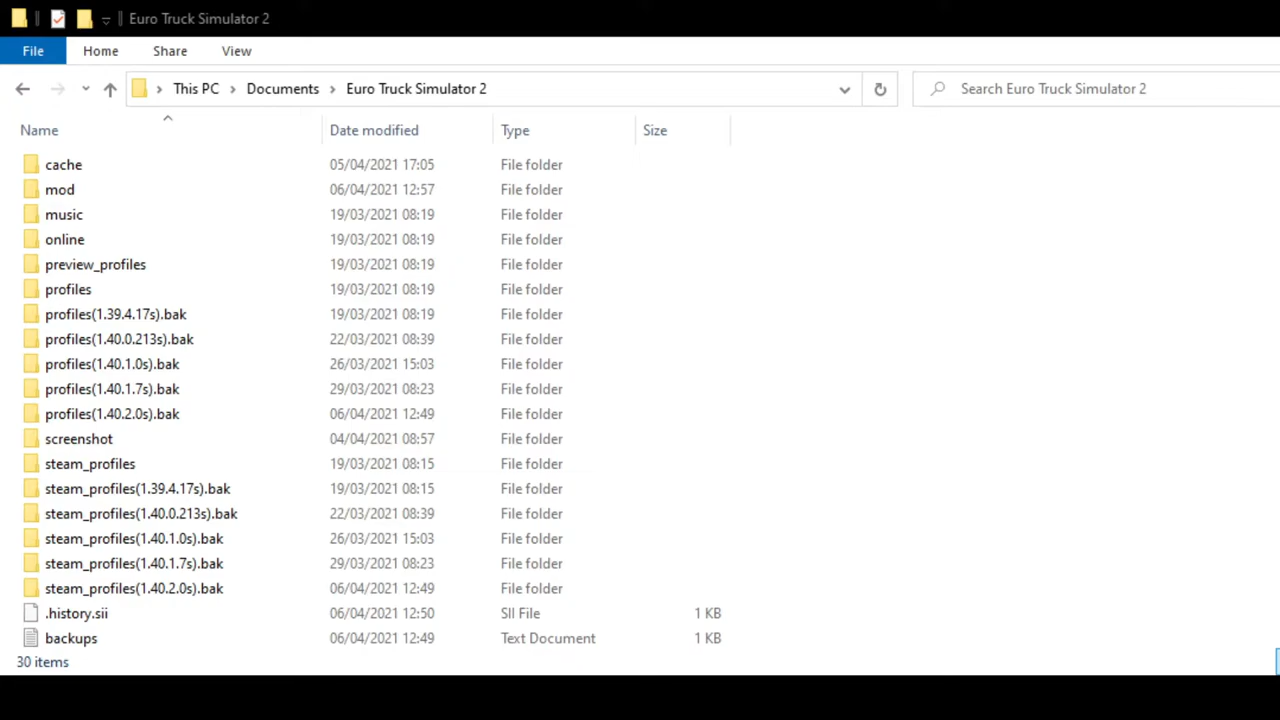 Euro Truck Simulator 2
File Home Share View
This PC Documents Euro Truck Simulator 2 Search Euro Truck Simulator 2
Name Date modified Type Size
cache 05/04/2021 17:05 File folder
mod 06/04/2021 12:57 File folder
music 19/03/2021 08:19 File folder
online 19/03/2021 08:19 File folder
preview_profiles 19/03/2021 08:19 File folder
profiles 19/03/2021 08:19 File folder
profiles(1.39.4.17s).bak 19/03/2021 08:19 File folder
profiles(1.40.0.213s).bak 22/03/2021 08:39 File folder
profiles(1.40.1.0s).bak 26/03/2021 15:03 File folder
profiles(1.40.1.7s).bak 29/03/2021 08:23 File folder
profiles(1.40.2.0s).bak 06/04/2021 12:49 File folder
screenshot 04/04/2021 08:57 File folder
steam_profiles 19/03/2021 08:15 File folder
steam_profiles(1.39.4.17s).bak 19/03/2021 08:15 File folder
steam_profiles(1.40.0.213s).bak 22/03/2021 08:39 File folder
steam_profiles(1.40.1.0s).bak 26/03/2021 15:03 File folder
steam_profiles(1.40.1.7s).bak 29/03/2021 08:23 File folder
steam_profiles(1.40.2.0s).bak 06/04/2021 12:49 File folder
.history.sii 06/04/2021 12:50 SII File 1 KB
backups 06/04/2021 12:49 Text Document 1 KB
30 items